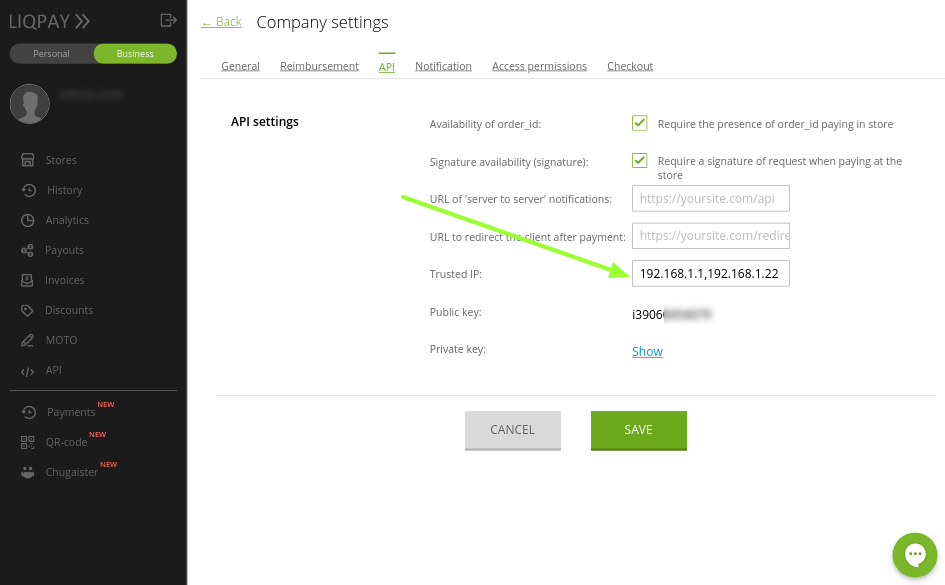 LIQPAY
← Back
Company settings
Personal
Business
General
Reimbursement
API
Notification
Access permissions
Checkout
API settings
Availability of order_id:
Require the presence of order_id paying in store
Signature availability (signature):
Require a signature of request when paying at the
store
URL of 'server to server' notifications:
https://yoursite.com/api
URL to redirect the client after payment:
https://yoursite.com/redire
Trusted IP:
192.168.1.1,192.168.1.22
Public key:
i3906
Private key:
Show
CANCEL
SAVE
Stores
History
Analytics
Payouts
Invoices
Discounts
MOTO
API
Payments NEW
QR-code NEW
Chugaister NEW